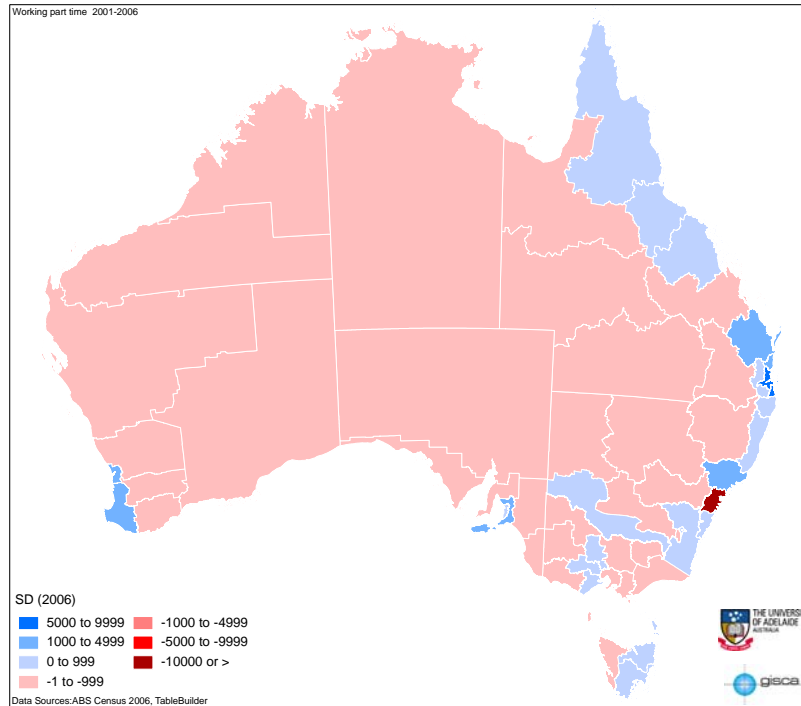 Working part time 2001-2006
SD (2006)
5000 to 9999
1000 to 4999
0 to 999
-1 to -999
-1000 to -4999
-5000 to -9999
-10000 or >
Data Sources:ABS Census 2006, TableBuilder
THE UNIVERS
OF ADELAIDE
AUSTRALIA
gisca